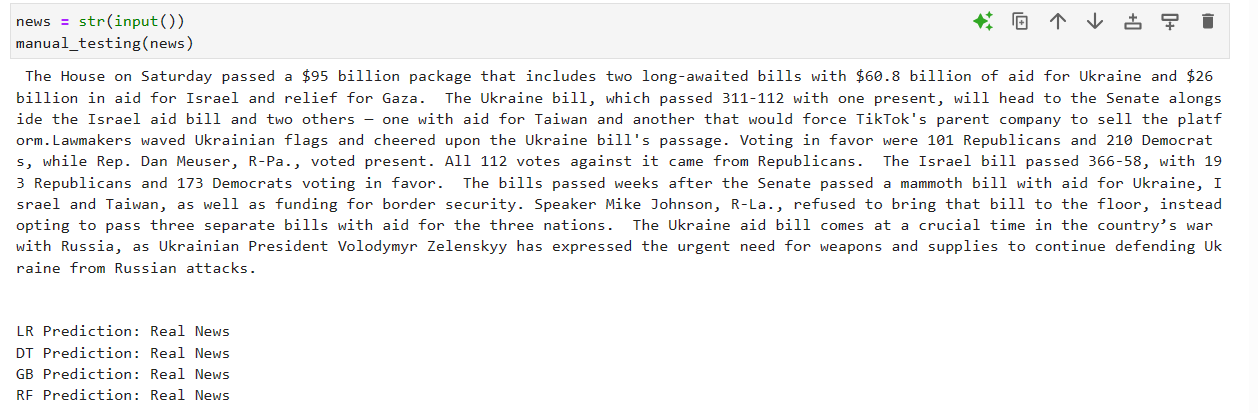 news = str(input())
manual_testing(news)
The House on Saturday passed a $95 billion package that includes two long-awaited bills with $60.8 billion of aid for Ukraine and $26
billion in aid for Israel and relief for Gaza.  The Ukraine bill, which passed 311-112 with one present, will head to the Senate alongs
ide the Israel aid bill and two others — one with aid for Taiwan and another that would force TikTok's parent company to sell the platf
orm.Lawmakers waved Ukrainian flags and cheered upon the Ukraine bill's passage. Voting in favor were 101 Republicans and 210 Democrat
s, while Rep. Dan Meuser, R-Pa., voted present. All 112 votes against it came from Republicans.  The Israel bill passed 366-58, with 19
3 Republicans and 173 Democrats voting in favor.  The bills passed weeks after the Senate passed a mammoth bill with aid for Ukraine, I
srael and Taiwan, as well as funding for border security. Speaker Mike Johnson, R-La., refused to bring that bill to the floor, instead
opting to pass three separate bills with aid for the three nations.  The Ukraine aid bill comes at a crucial time in the country’s war
with Russia, as Ukrainian President Volodymyr Zelenskyy has expressed the urgent need for weapons and supplies to continue defending Uk
raine from Russian attacks.
LR Prediction: Real News
DT Prediction: Real News
GB Prediction: Real News
RF Prediction: Real News